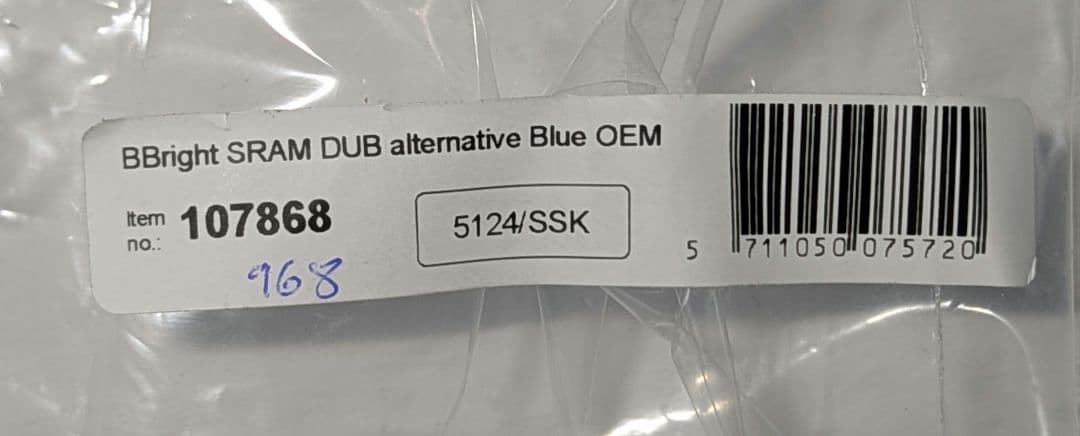 BBright SRAM DUB alternative Blue OEM
Item no.: 107868
5124/SSK
968
5 711050 075720